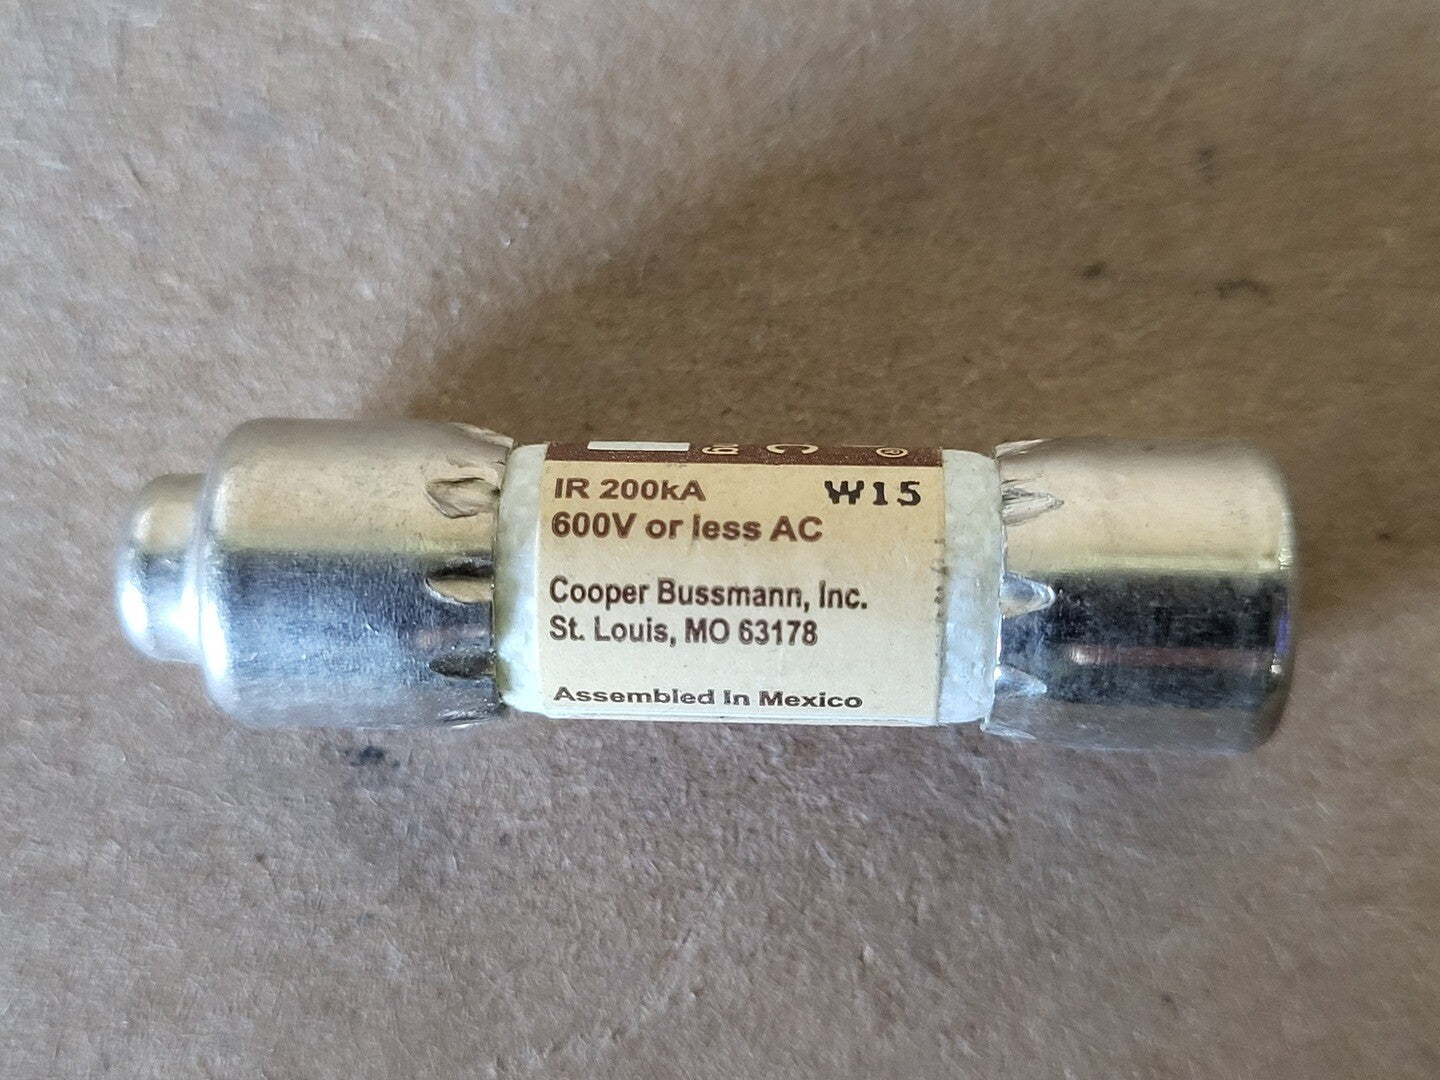 IR 200kA W15
600V or less AC
Cooper Bussmann, Inc.
St. Louis, MO 63178
Assembled In Mexico